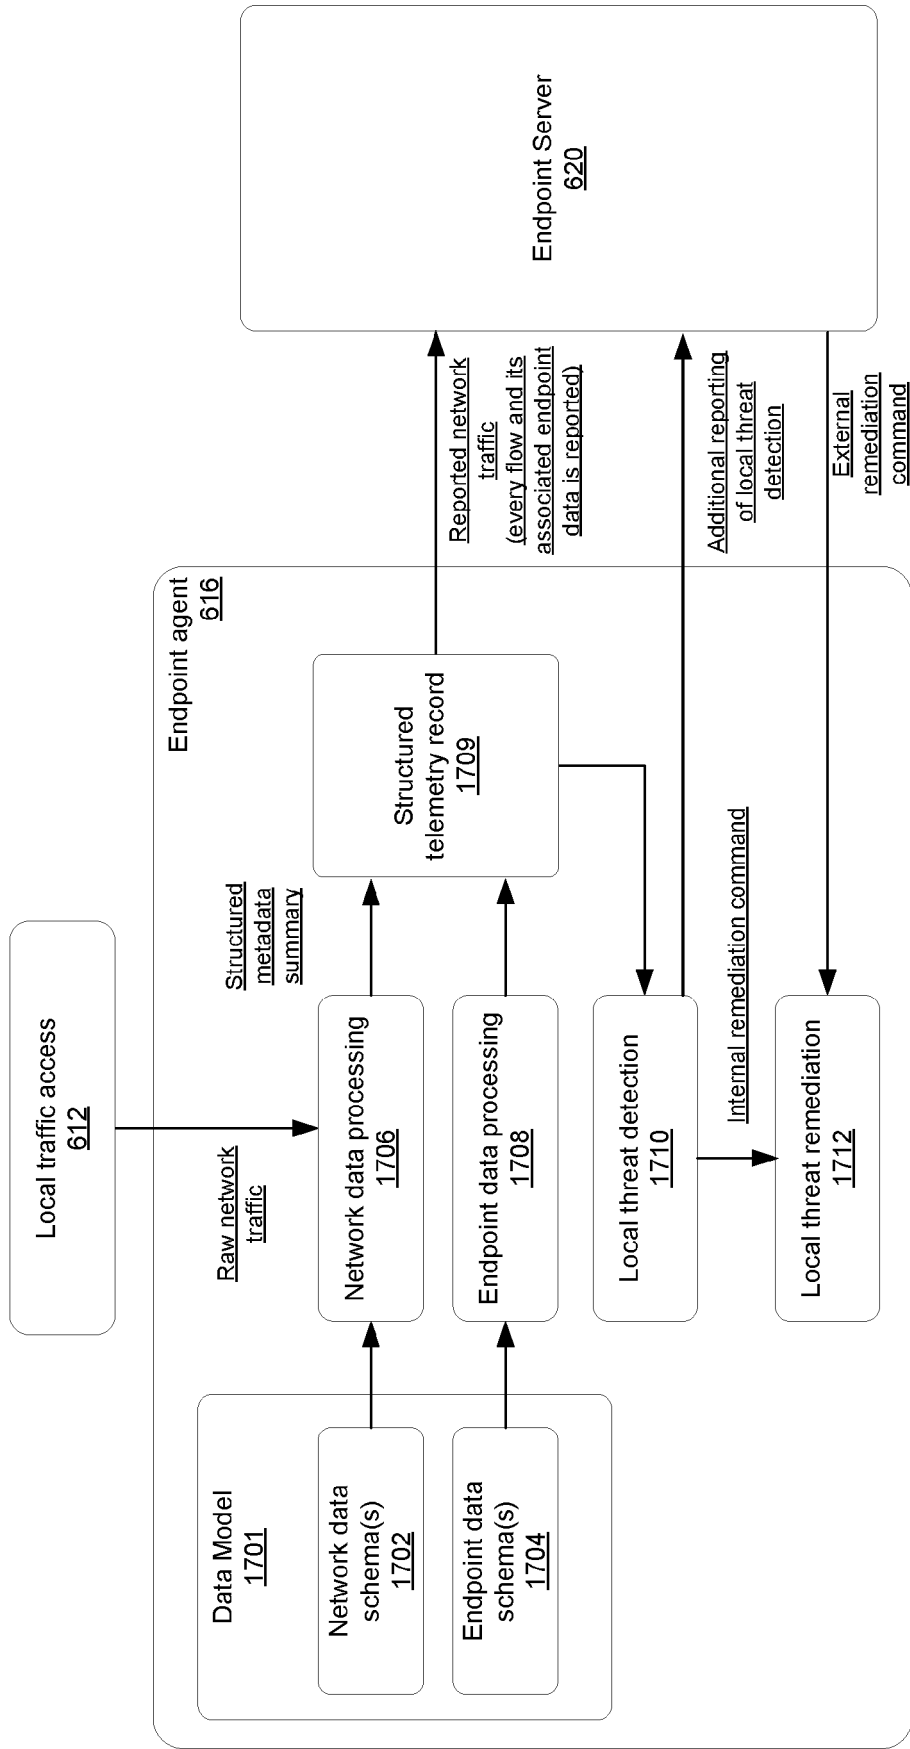 Local traffic access
612
Endpoint agent
616
Data Model
1701
Network data
schema(s)
1702
Endpoint data
schema(s)
1704
Raw network
traffic
Network data processing
1706
Endpoint data processing
1708
Structured
metadata
summary
Structured
telemetry record
1709
Local threat detection
1710
Internal remediation command
Local threat remediation
1712
Reported network
traffic
(every flow and its
associated endpoint
data is reported)
Additional reporting
of local threat
detection
External
remediation
command
Endpoint Server
620